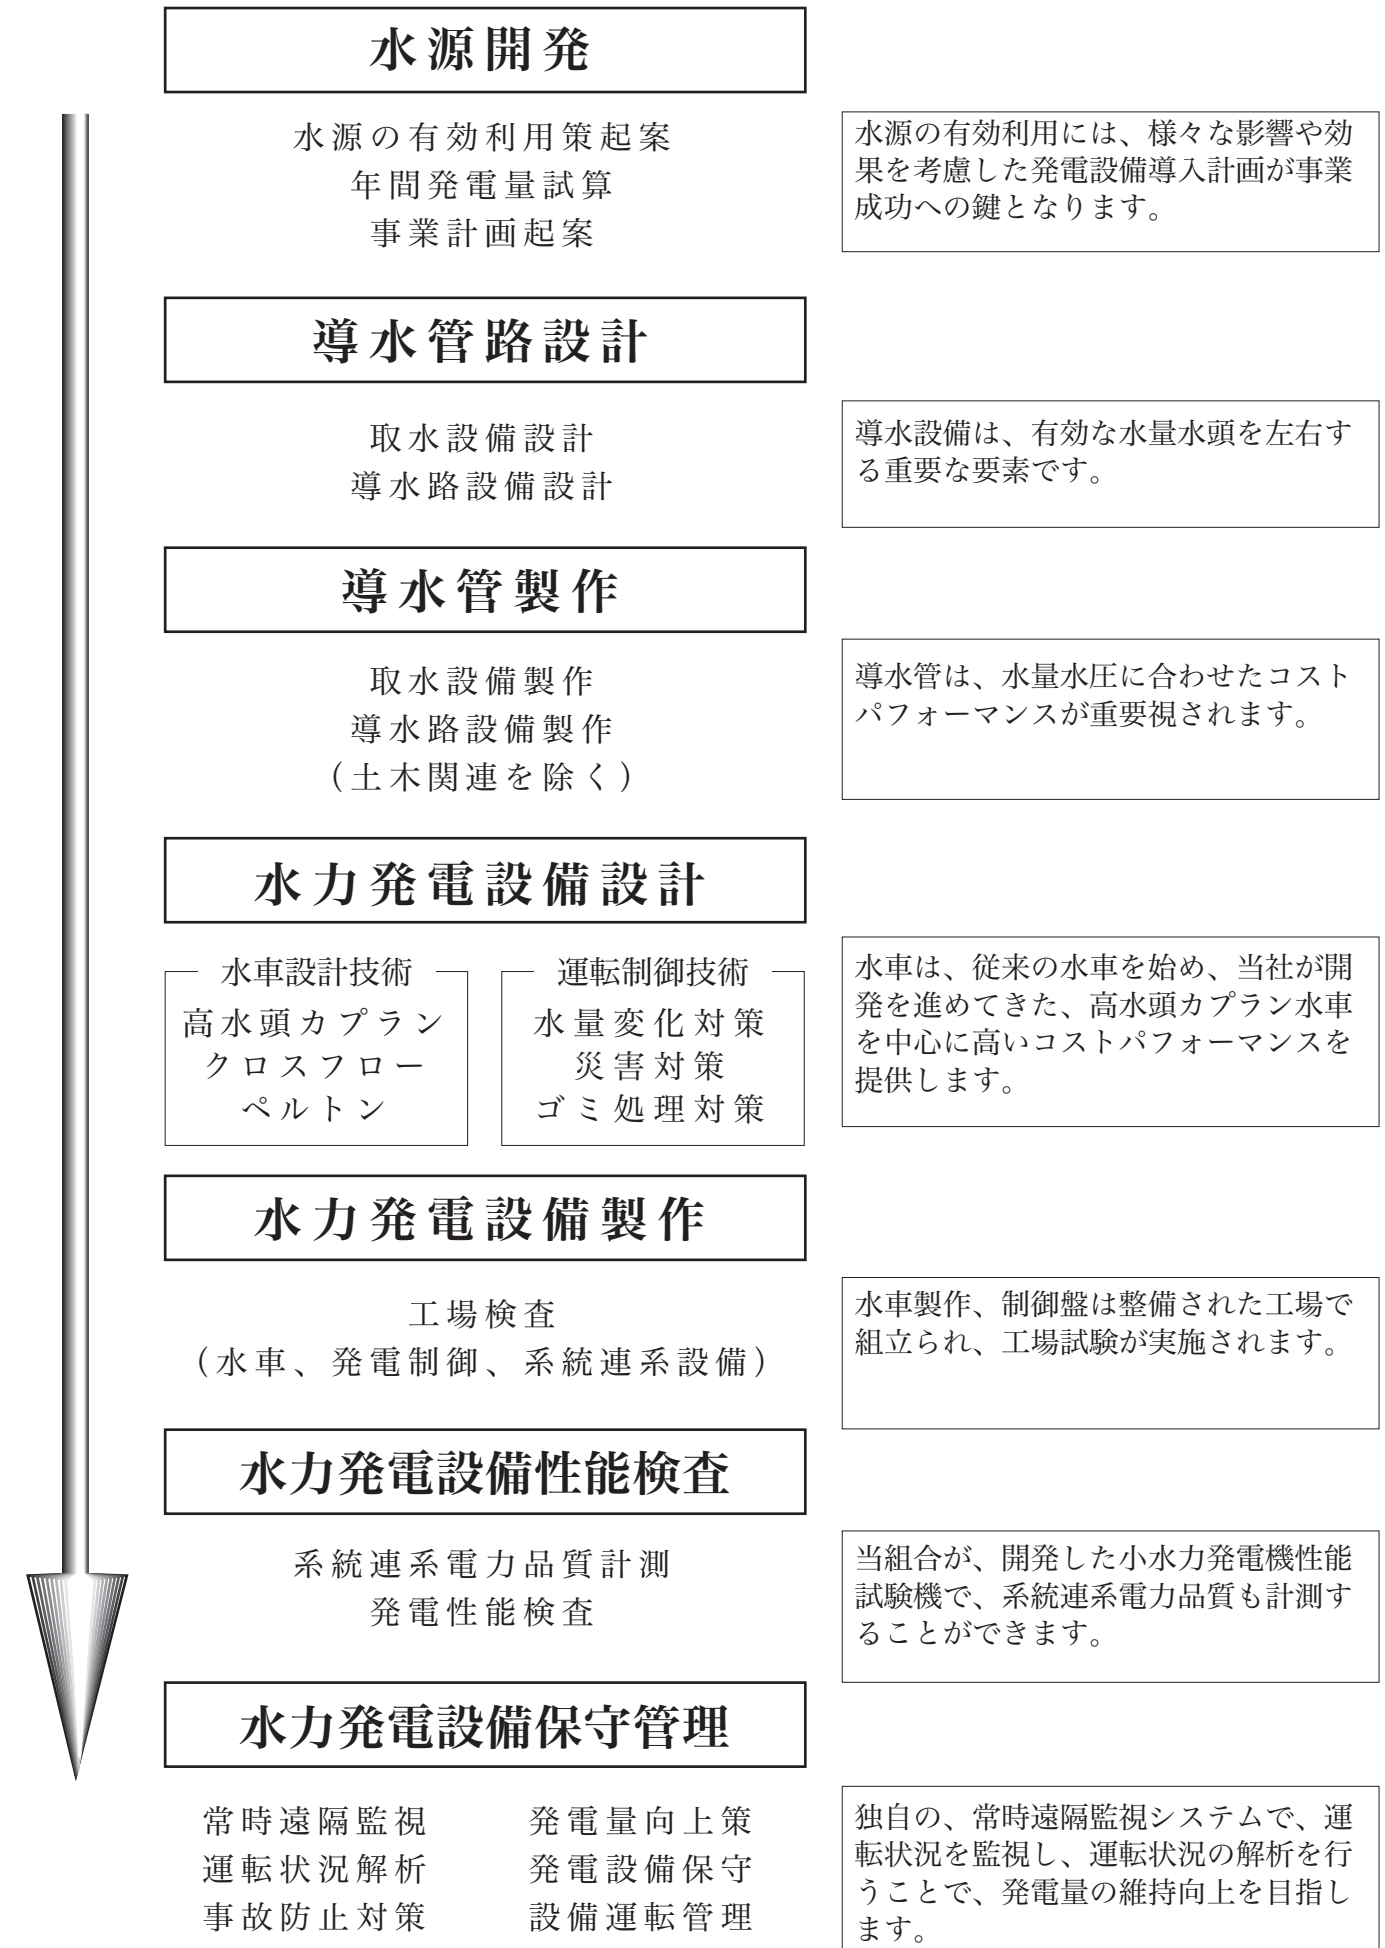 水源開発
水源の有効利用策起案
年間発電量試算
事業計画起案
水源の有効利用には、様々な影響や効
果を考慮した発電設備導入計画が事業
成功への鍵となります。
導水管路設計
取水設備設計
導水路設備設計
導水設備は、有効な水量水頭を左右す
る重要な要素です。
導水管製作
取水設備製作
導水路設備製作
（土木関連を除く）
導水管は、水量水圧に合わせたコスト
パフォーマンスが重要視されます。
水力発電設備設計
水車設計技術
高水頭カプラン
クロスフロー
ペルトン
運転制御技術
水量変化対策
災害対策
ゴミ処理対策
水車は、従来の水車を始め、当社が開
発を進めてきた、高水頭カプラン水車
を中心に高いコストパフォーマンスを
提供します。
水力発電設備製作
工場検査
（水車、発電制御、系統連系設備）
水車製作、制御盤は整備された工場で
組立られ、工場試験が実施されます。
水力発電設備性能検査
系統連系電力品質計測
発電性能検査
当組合が、開発した小水力発電機性能
試験機で、系統連系電力品質も計測す
ることができます。
水力発電設備保守管理
常時遠隔監視
運転状況解析
事故防止対策
発電量向上策
発電設備保守
設備運転管理
独自の、常時遠隔監視システムで、運
転状況を監視し、運転状況の解析を行
うことで、発電量の維持向上を目指し
ます。